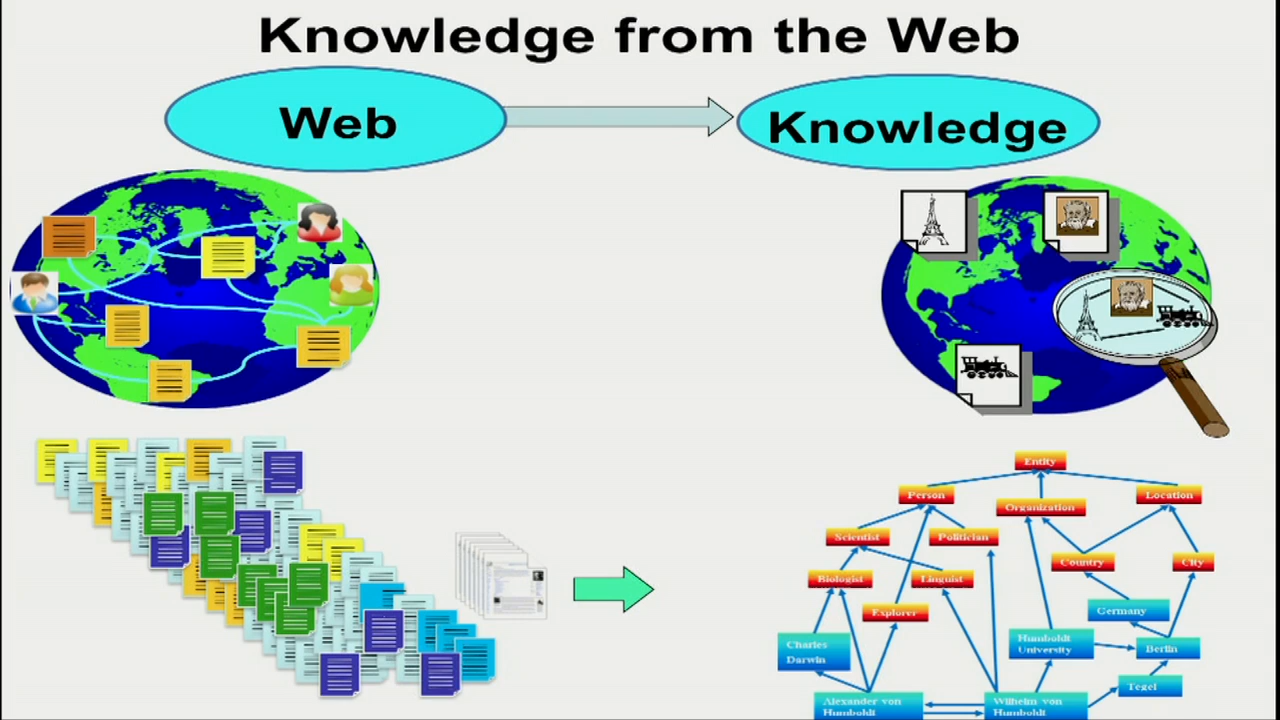 Knowledge from the Web
Web
Knowledge
Entity
Person
Organization
Location
Scientist
Politician
Country
City
Biologist
Linguist
Explorer
Germany
Charles
Darwin
Humboldt
University
Berlin
Tegel
Alexander von
Humboldt
Wilhelm von
Humboldt